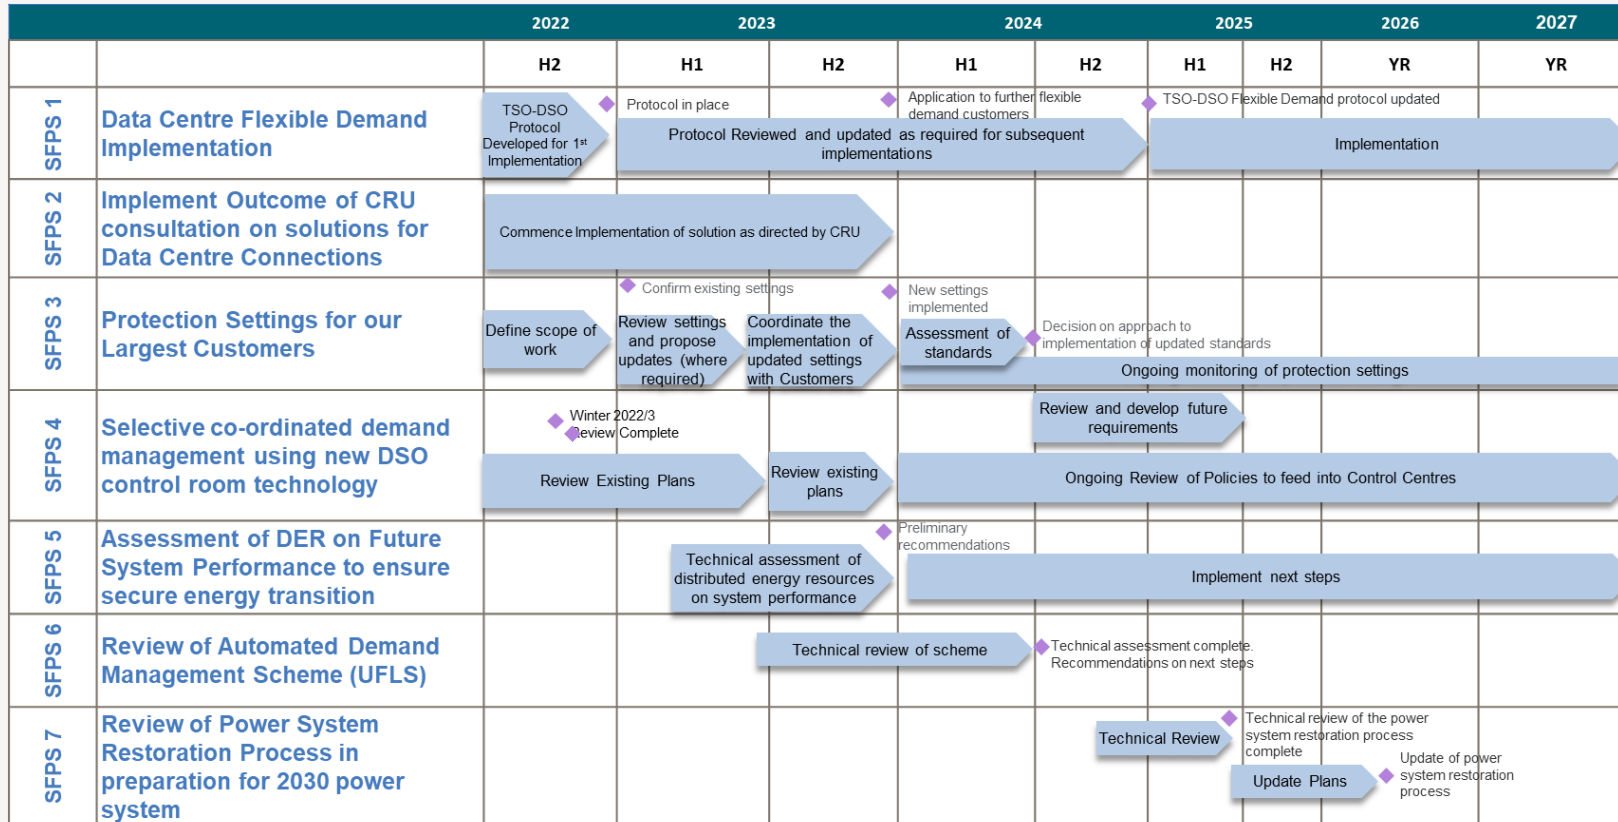 2022 2023 2024 2025 2026 2027
H2 H1 H2 H1 H2 H1 H2 YR YR
SFPS 1
Data Centre Flexible Demand
Implementation
TSO-DSO
Protocol
Developed for 1st
Implementation
Protocol in place
Protocol Reviewed and updated as required for subsequent
implementations
Application to further flexible
demand customers
TSO-DSO Flexible Demand protocol updated
Implementation
SFPS 2
Implement Outcome of CRU
consultation on solutions for
Data Centre Connections
Commence Implementation of solution as directed by CRU
SFPS 3
Protection Settings for our
Largest Customers
Define scope of
work
Confirm existing settings
Review settings
and propose
updates (where
required)
Coordinate the
implementation of
updated settings
with Customers
New settings
implemented
Assessment of
standards
Decision on approach to
implementation of updated standards
Ongoing monitoring of protection settings
SFPS 4
Selective co-ordinated demand
management using new DSO
control room technology
Winter 2022/3
Review Complete
Review Existing Plans
Review existing
plans
Review and develop future
requirements
Ongoing Review of Policies to feed into Control Centres
SFPS 5
Assessment of DER on Future
System Performance to ensure
secure energy transition
Technical assessment of
distributed energy resources
on system performance
Preliminary
recommendations
Implement next steps
SFPS 6
Review of Automated Demand
Management Scheme (UFLS)
Technical review of scheme
Technical assessment complete.
Recommendations on next steps
SFPS 7
Review of Power System
Restoration Process in
preparation for 2030 power
system
Technical Review
Technical review of the power
system restoration process
complete
Update Plans
Update of power
system restoration
process